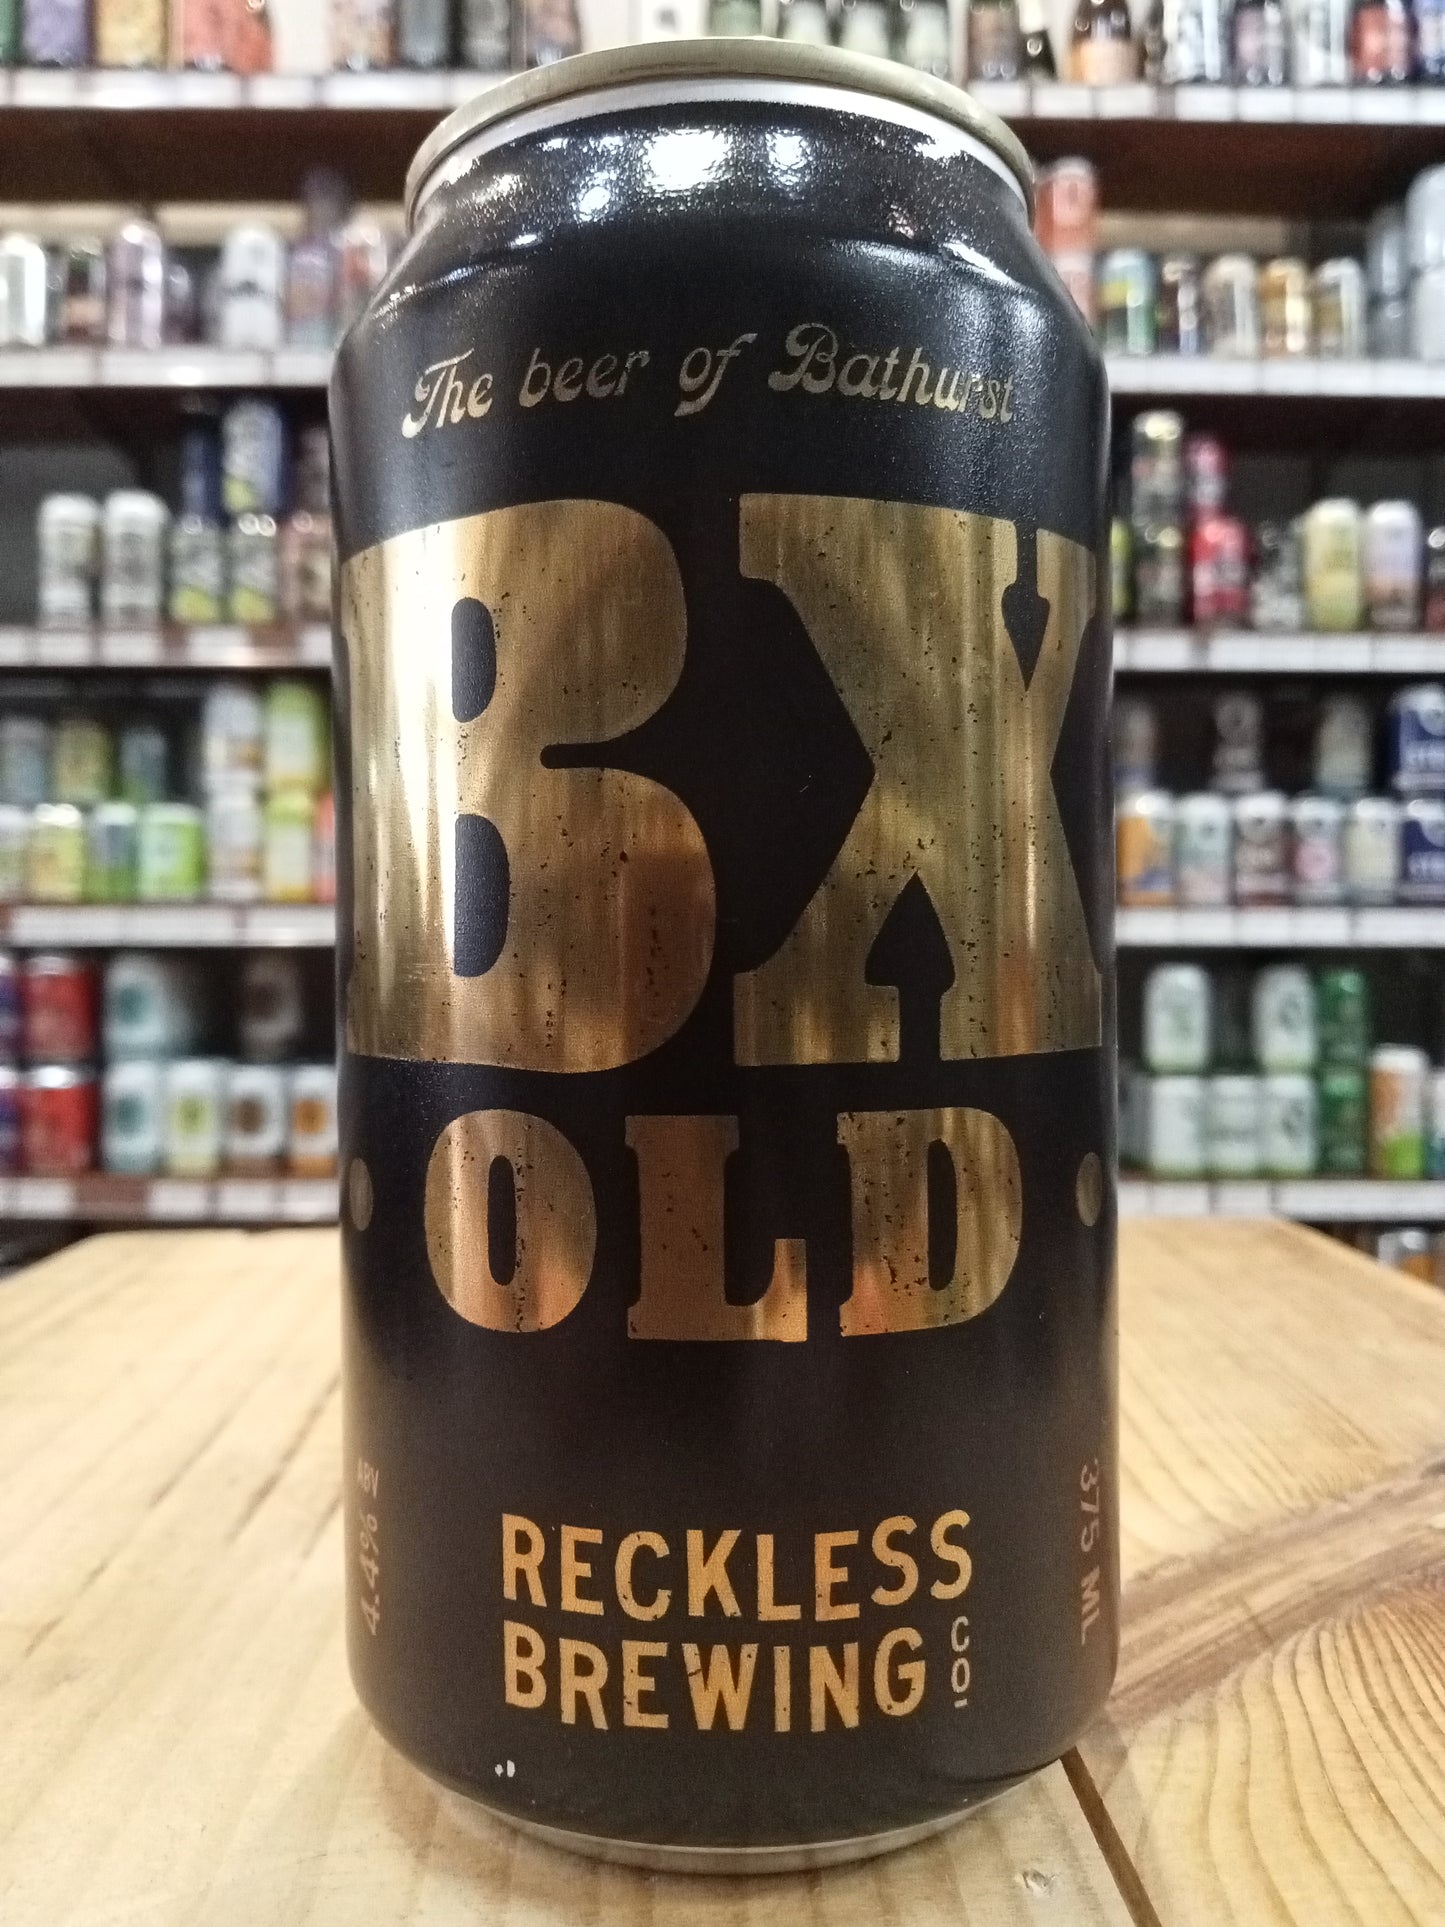 The beer of Bathurst
BX
OLD
ABV
4.4%
375 ML
RECKLESS
BREWING CO